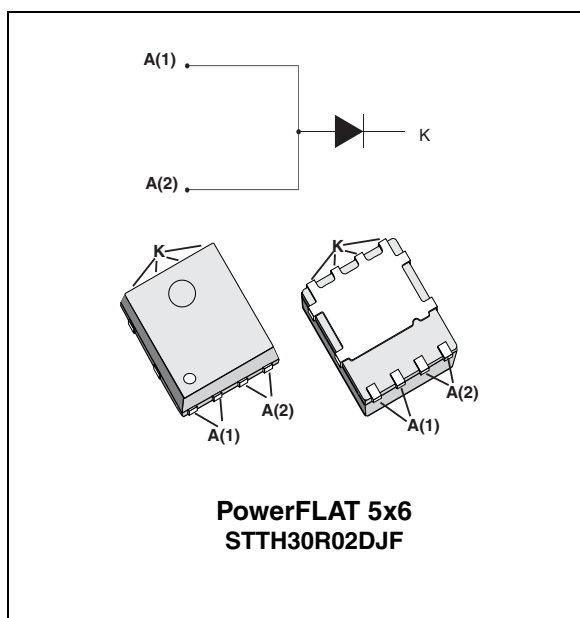 A(1)
K
A(2)
K
K
A(2)
A(2)
A(1)
A(1)
PowerFLAT 5x6
STTH30R02DJF